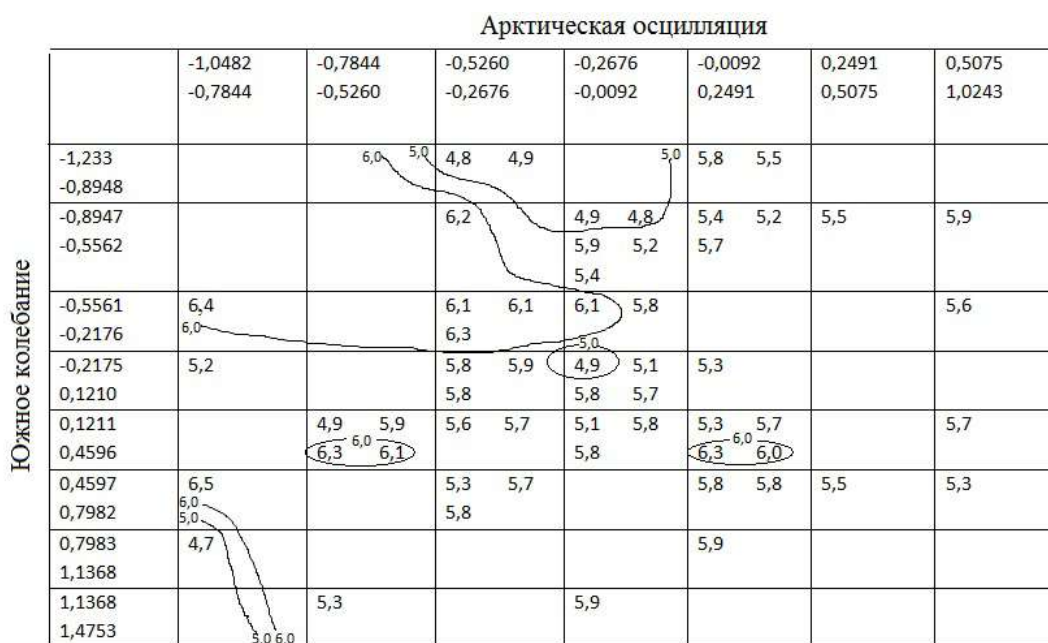 Арктическая осцилляция
-1,0482 -0,7844 -0,5260 -0,2676 -0,0092 0,2491 0,5075
-0,7844 -0,5260 -0,2676 -0,0092 0,2491 0,5075 1,0243
Южное колебание
-1,233 6,0 5,0 4,8 4,9 5,0 5,8 5,5
-0,8948
-0,8947 6,2 4,9 4,8 5,4 5,2 5,5 5,9
-0,5562 5,9 5,2 5,7
5,4
-0,5561 6,4 6,1 6,1 6,1 5,8 5,6
-0,2176 6,0 6,3
5,0
-0,2175 5,2 5,8 5,9 4,9 5,1 5,3
0,1210 5,8 5,8 5,7
0,1211 4,9 5,9 5,6 5,7 5,1 5,8 5,3 5,7 5,7
6,0 6,0
0,4596 6,3 6,1 5,8 6,3 6,0
0,4597 6,5 5,3 5,7 5,8 5,8 5,5 5,3
6,0
0,7982 5,8
5,0
0,7983 4,7 5,9
1,1368
1,1368 5,3 5,9
1,4753
5,0 6,0